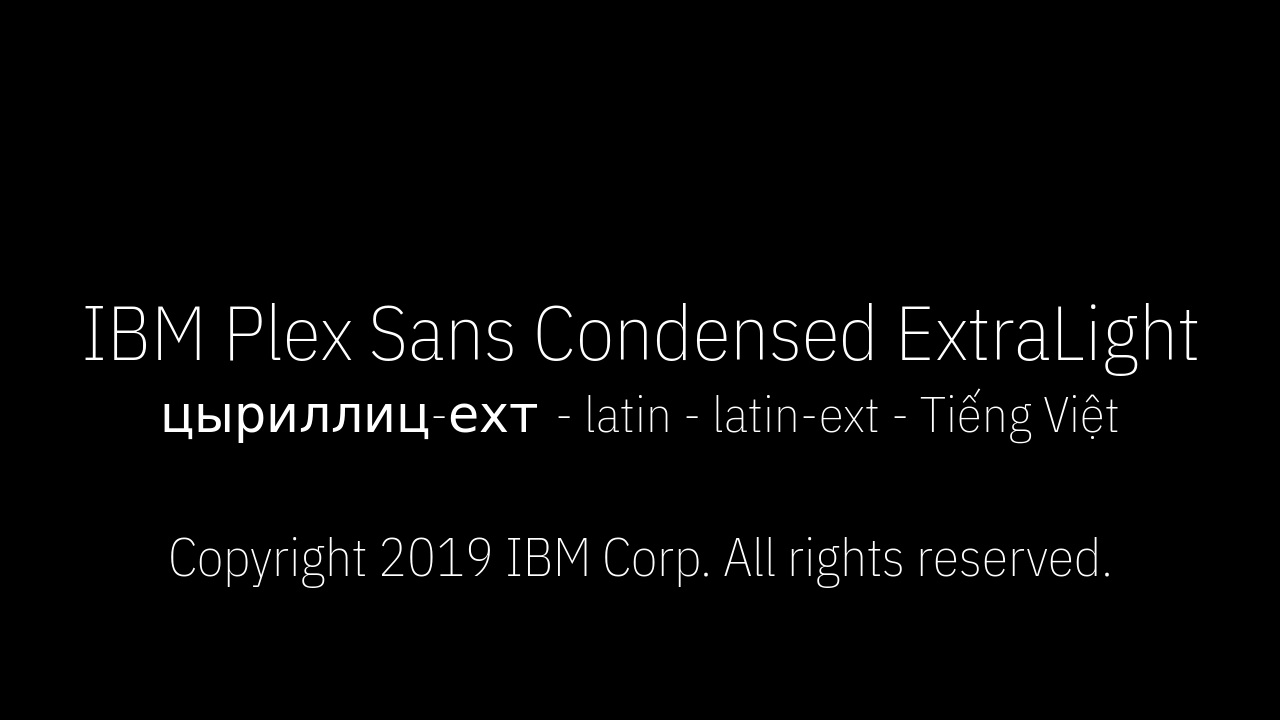 IBM Plex Sans Condensed ExtraLight
цыриллиц-ехт - latin - latin-ext - Tiếng Việt
Copyright 2019 IBM Corp. All rights reserved.